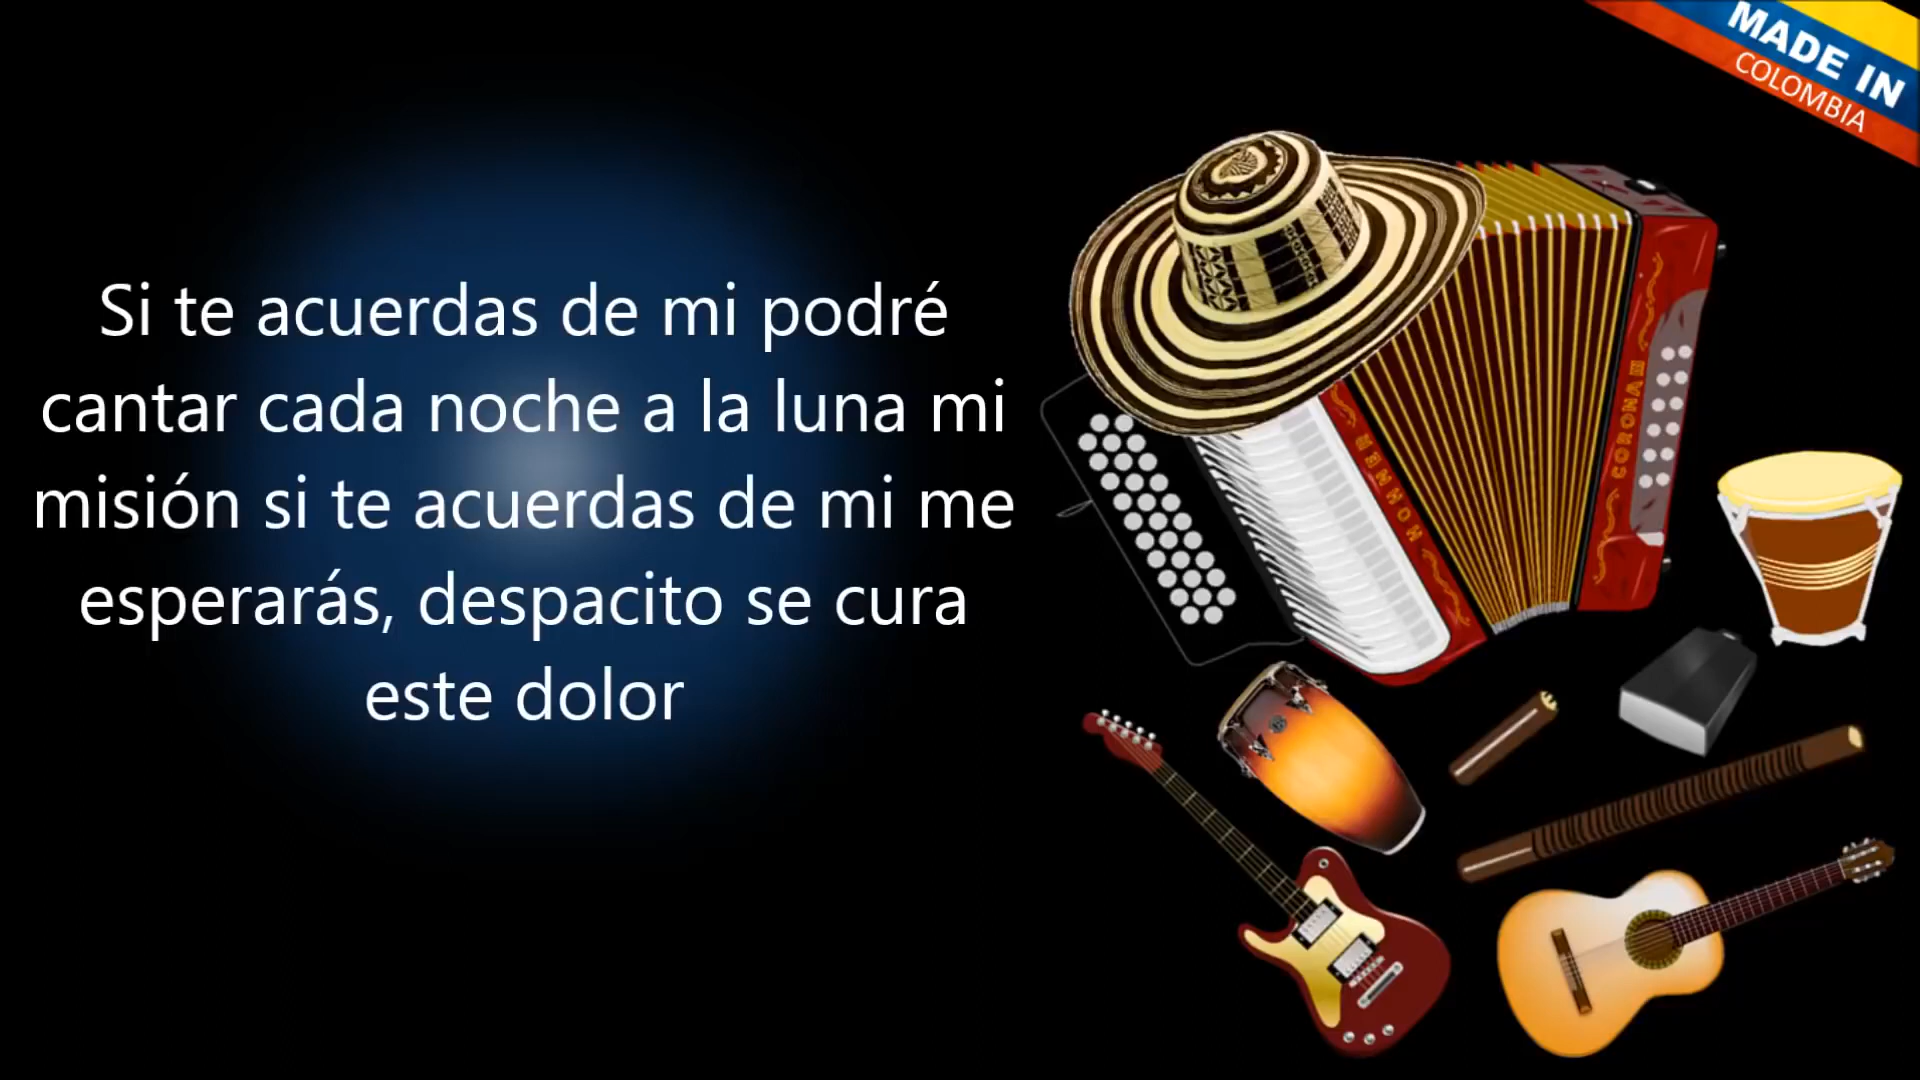 MADE IN
COLOMBIA
Si te acuerdas de mi podré
cantar cada noche a la luna mi
misión si te acuerdas de mi me
esperarás, despacito se cura
este dolor
HOHNER
CORONA III